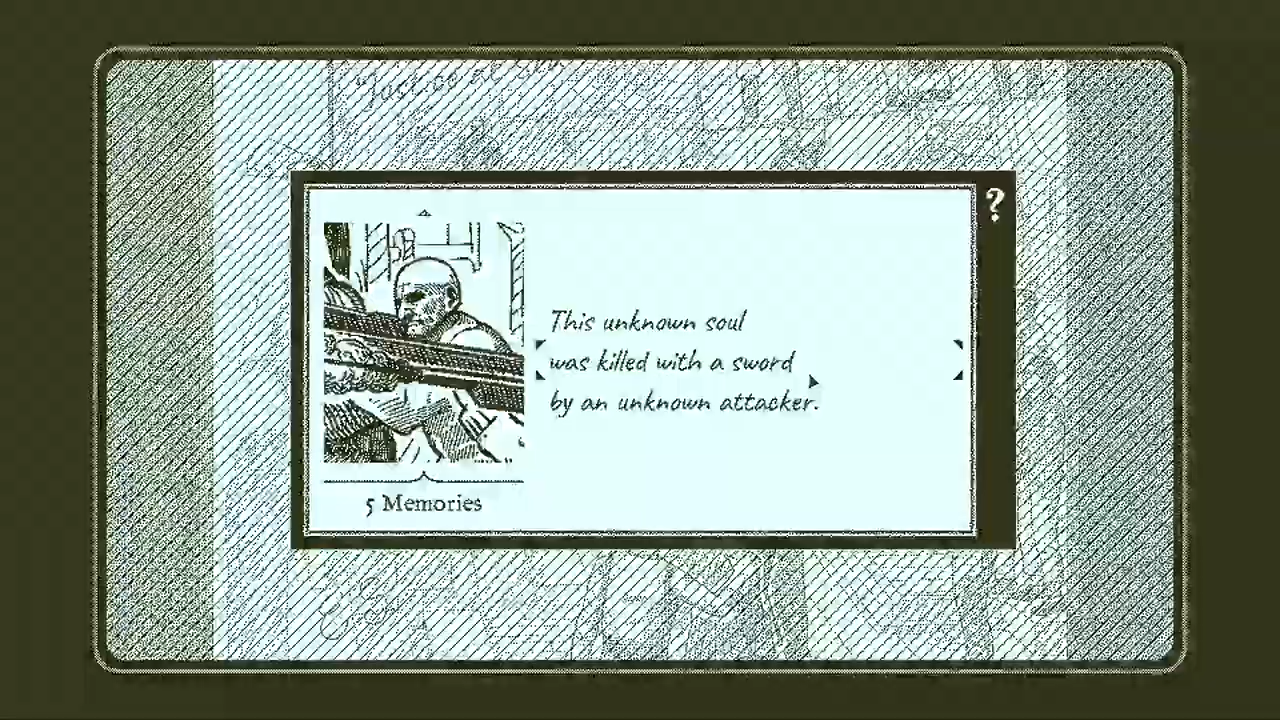 ?
This unknown soul
was killed with a sword
by an unknown attacker.
5 Memories